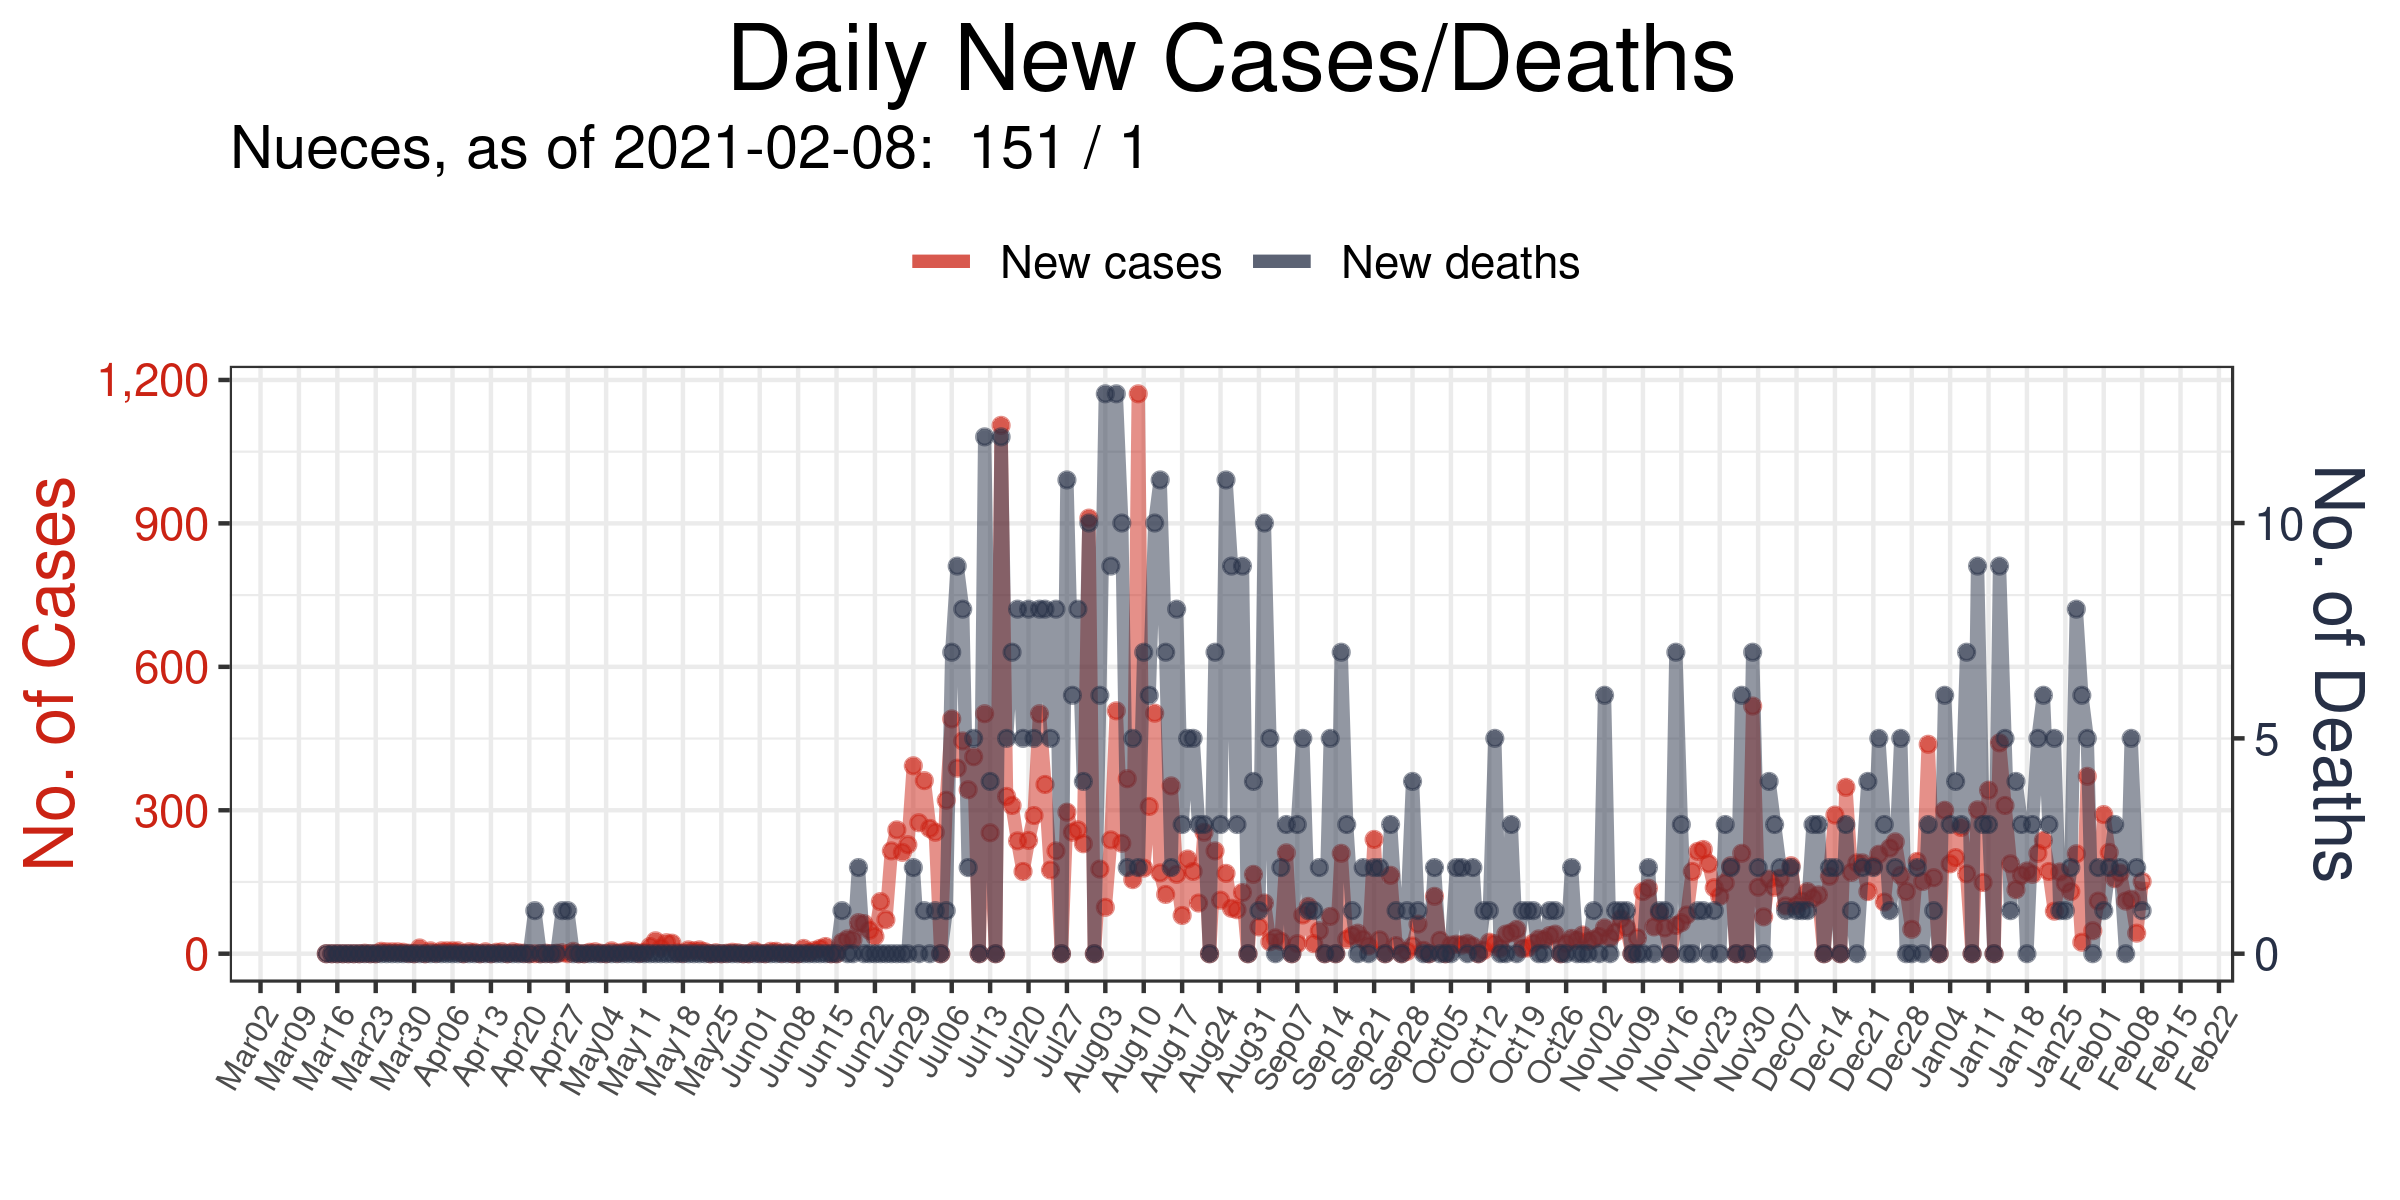 Daily New Cases/Deaths
Nueces, as of 2021-02-08: 151 / 1
New cases
New deaths
No. of Cases
1,200
900
600
300
0
10
5
0
No. of Deaths
Mar02
Mar09
Mar16
Mar23
Mar30
Apr06
Apr13
Apr20
Apr27
May04
May11
May18
May25
Jun01
Jun08
Jun15
Jun22
Jun29
Jul06
Jul13
Jul20
Jul27
Aug03
Aug10
Aug17
Aug24
Aug31
Sep07
Sep14
Sep21
Sep28
Oct05
Oct12
Oct19
Oct26
Nov02
Nov09
Nov16
Nov23
Nov30
Dec07
Dec14
Dec21
Dec28
Jan04
Jan11
Jan18
Jan25
Feb01
Feb08
Feb15
Feb22